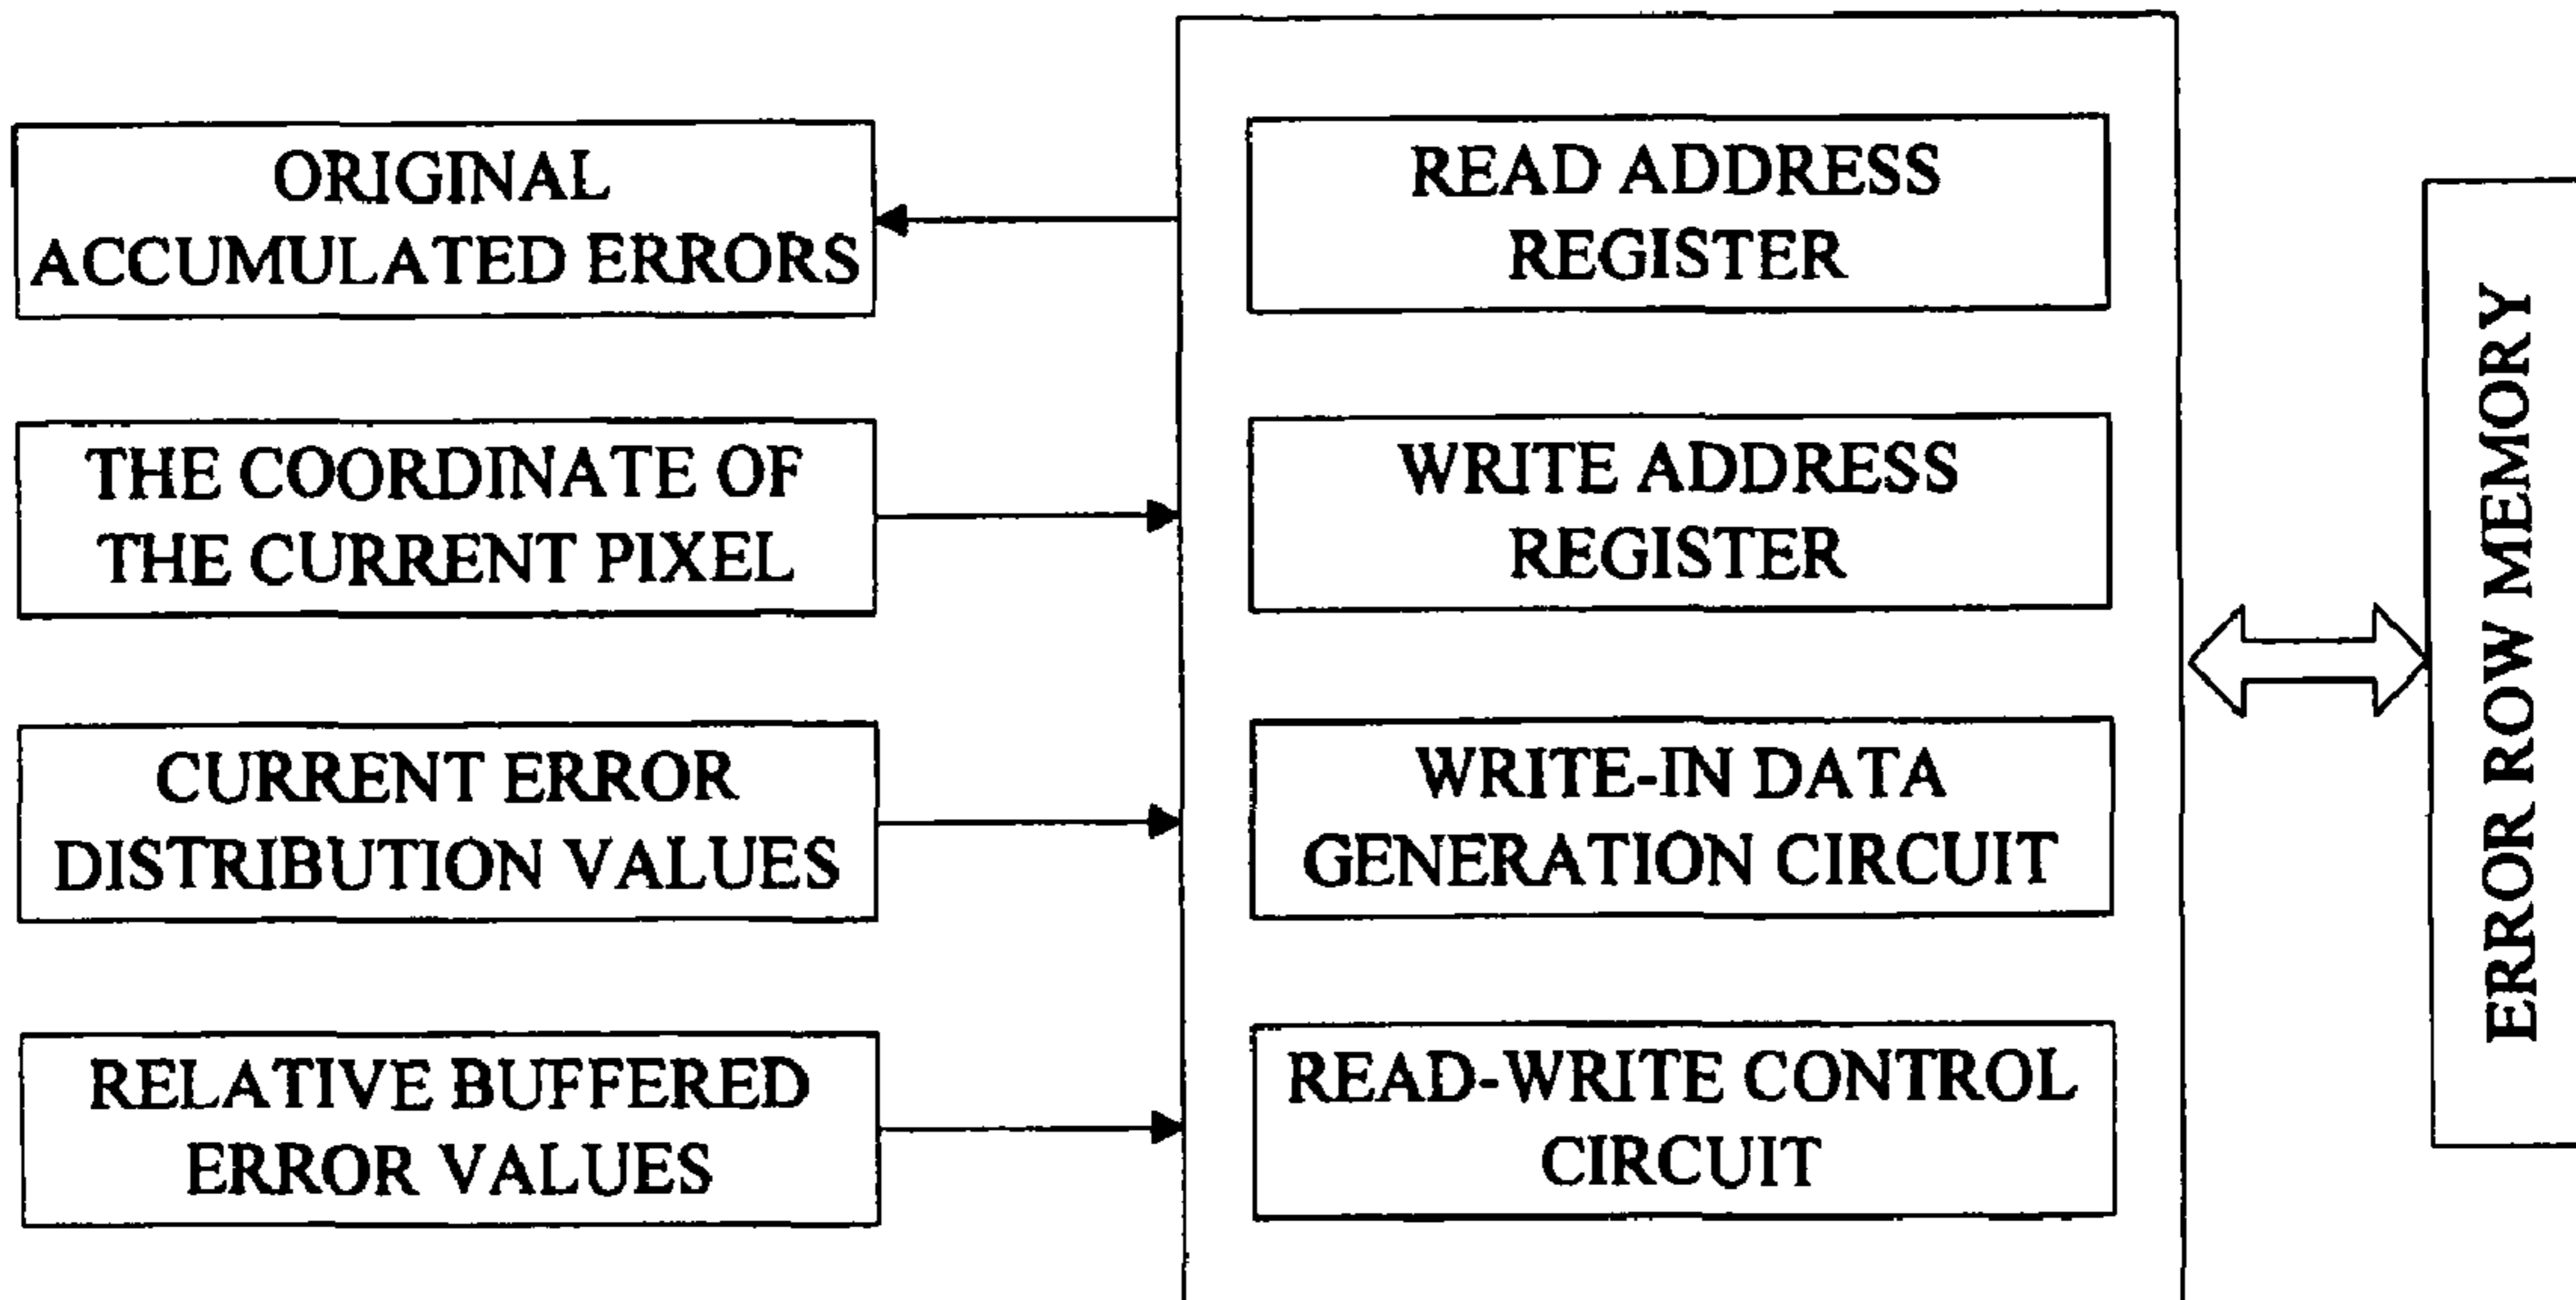 ORIGINAL
ACCUMULATED ERRORS
THE COORDINATE OF
THE CURRENT PIXEL
CURRENT ERROR
DISTRIBUTION VALUES
RELATIVE BUFFERED
ERROR VALUES
READ ADDRESS
REGISTER
WRITE ADDRESS
REGISTER
WRITE-IN DATA
GENERATION CIRCUIT
READ-WRITE CONTROL
CIRCUIT
ERROR ROW MEMORY